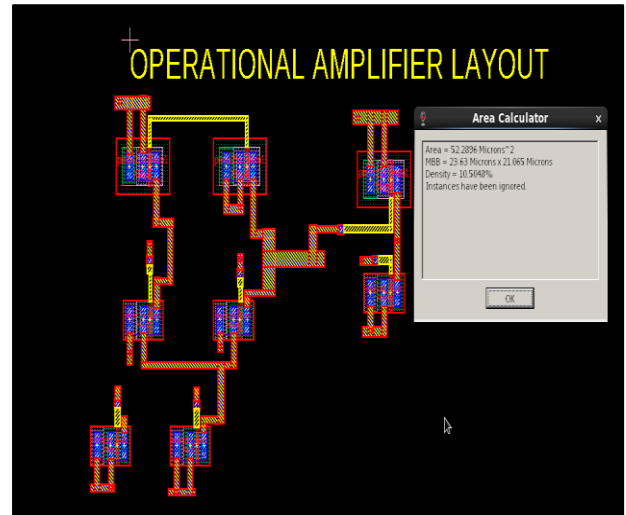 OPERATIONAL AMPLIFIER LAYOUT
Area Calculator x
Area = 52.2896 Microns^2
MBB = 23.63 Microns x 21.065 Microns
Density = 10.5048%
Instances have been ignored.
OK